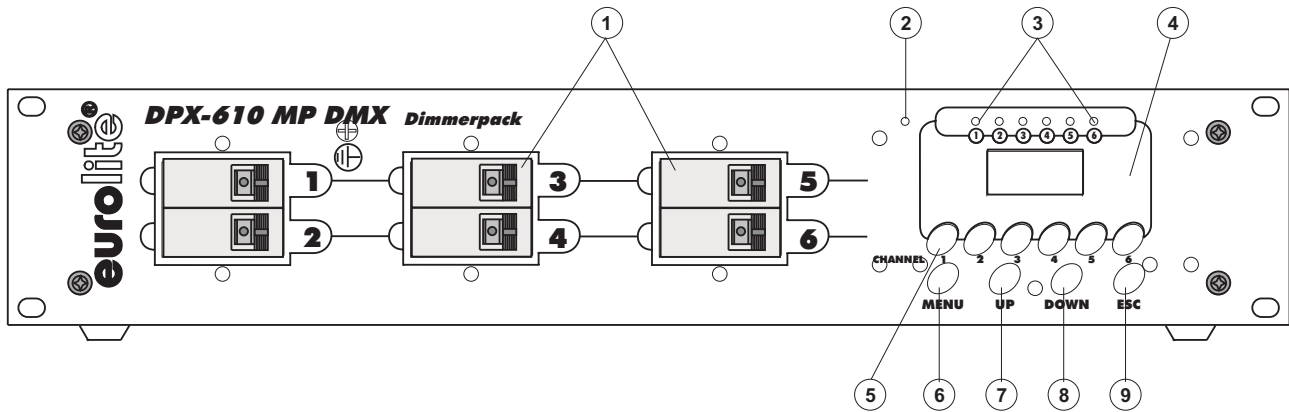 1 2 3 4
eurolite®
DPX-610 MP DMX Dimmerpack
1 2 3 4 5 6
1 3 5
2 4 6
CHANNEL 1 2 3 4 5 6
MENU UP DOWN ESC
5 6 7 8 9